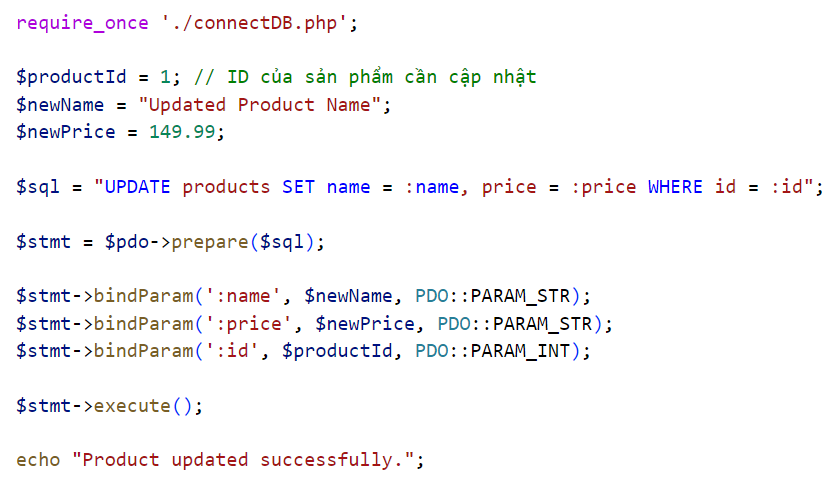 require_once './connectDB.php';
$productId = 1; // ID của sản phẩm cần cập nhật
$newName = "Updated Product Name";
$newPrice = 149.99;
$sql = "UPDATE products SET name = :name, price = :price WHERE id = :id";
$stmt = $pdo->prepare($sql);
$stmt->bindParam(':name', $newName, PDO::PARAM_STR);
$stmt->bindParam(':price', $newPrice, PDO::PARAM_STR);
$stmt->bindParam(':id', $productId, PDO::PARAM_INT);
$stmt->execute();
echo "Product updated successfully.";